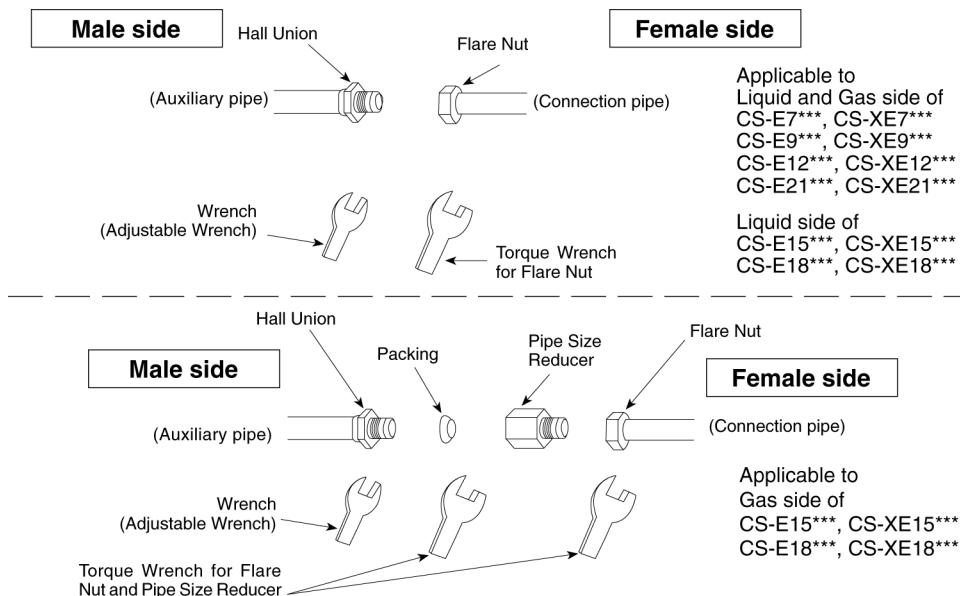 Male side
Hall Union
Flare Nut
Female side
(Auxiliary pipe)
(Connection pipe)
Applicable to
Liquid and Gas side of
CS-E7***, CS-XE7***
CS-E9***, CS-XE9***
CS-E12***, CS-XE12***
CS-E21***, CS-XE21***
Liquid side of
CS-E15***, CS-XE15***
CS-E18***, CS-XE18***
Wrench
(Adjustable Wrench)
Torque Wrench
for Flare Nut
Hall Union
Male side
Packing
Pipe Size
Reducer
Flare Nut
Female side
(Auxiliary pipe)
(Connection pipe)
Applicable to
Gas side of
CS-E15***, CS-XE15***
CS-E18***, CS-XE18***
Wrench
(Adjustable Wrench)
Torque Wrench for Flare
Nut and Pipe Size Reducer